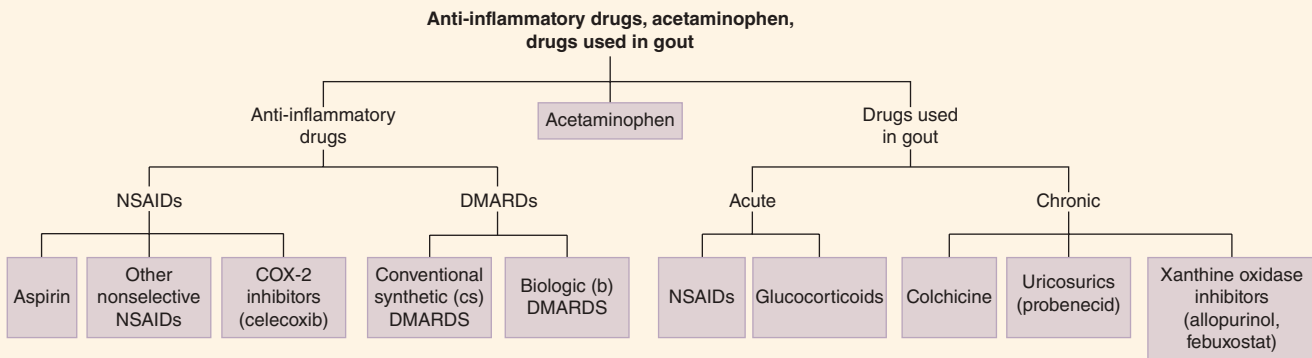 Anti-inflammatory drugs, acetaminophen,
drugs used in gout
Anti-inflammatory
drugs
Acetaminophen
Drugs used
in gout
NSAIDs
DMARDs
Acute
Chronic
Aspirin
Other
nonselective
NSAIDs
COX-2
inhibitors
(celecoxib)
Conventional
synthetic (cs)
DMARDS
Biologic (b)
DMARDS
NSAIDs
Glucocorticoids
Colchicine
Uricosurics
(probenecid)
Xanthine oxidase
inhibitors
(allopurinol,
febuxostat)